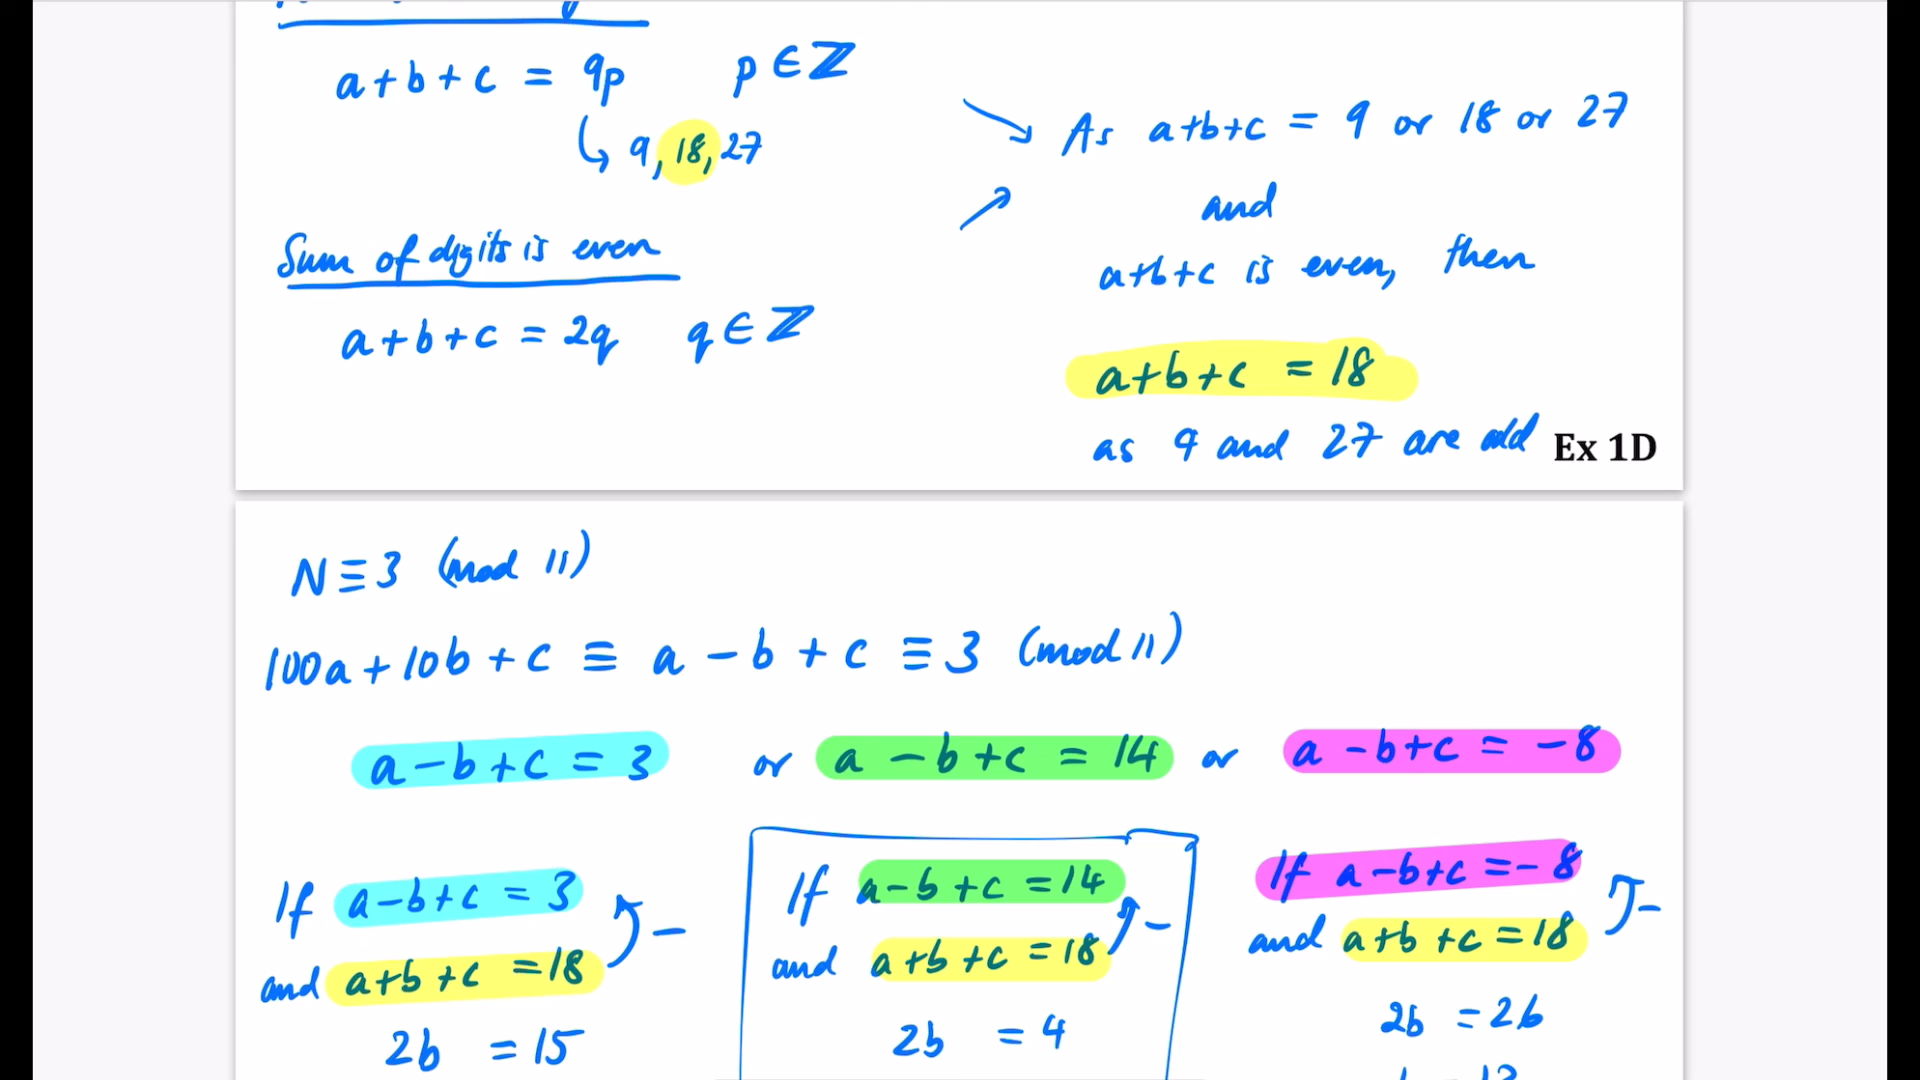 a+b+c = 9p p∈ℤ
9, 18, 27
Sum of digits is even
a+b+c = 2q q∈ℤ
As a+b+c = 9 or 18 or 27
and
a+b+c is even, then
a+b+c = 18
as 9 and 27 are odd
Ex 1D
N≡3 (mod 11)
100a+10b+c ≡ a-b+c ≡3 (mod 11)
a-b+c = 3 or a-b+c = 14 or a-b+c = -8
If a-b+c = 3
and a+b+c = 18
2b = 15
If a-b+c = 14
and a+b+c = 18
2b = 4
If a-b+c = -8
and a+b+c = 18
2b = 26